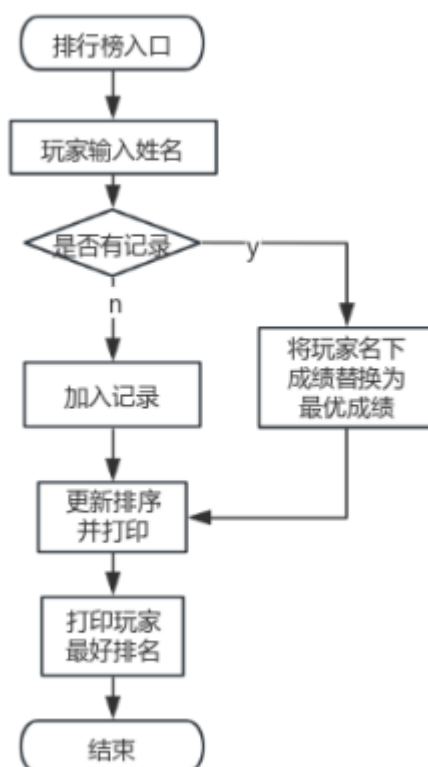 排行榜入口
玩家输入姓名
是否有记录
y
n
将玩家名下
成绩替换为
最优成绩
加入记录
更新排序
并打印
打印玩家
最好排名
结束